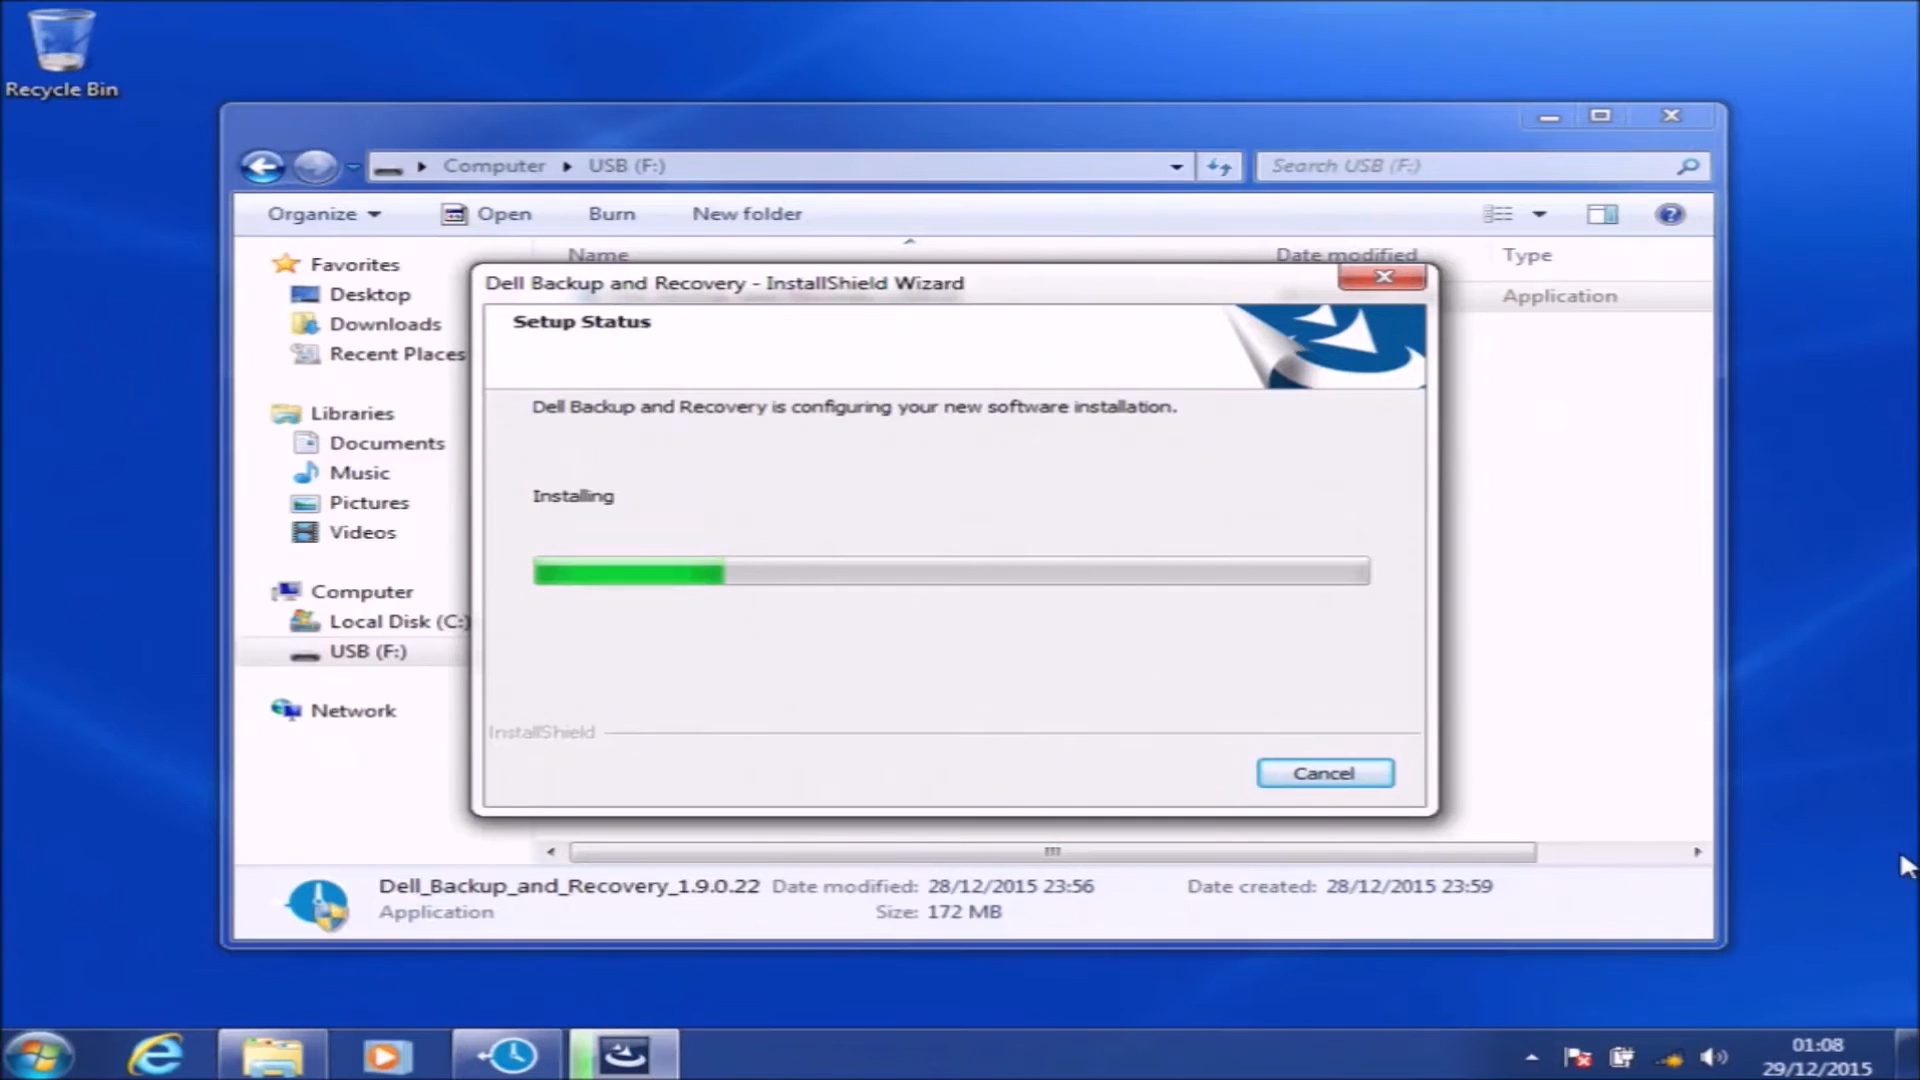 Recycle Bin
Computer
USB (F:)
Search USB (F:)
Organize
Open
Burn
New folder
Favorites
Desktop
Downloads
Recent Places
Libraries
Documents
Music
Pictures
Videos
Computer
Local Disk (C:)
USB (F:)
Network
Name
Date modified
Type
Application
Dell Backup and Recovery - InstallShield Wizard
Setup Status
Dell Backup and Recovery is configuring your new software installation.
Installing
InstallShield
Cancel
Dell_Backup_and_Recovery_1.9.0.22 Date modified: 28/12/2015 23:56 Date created: 28/12/2015 23:59
Application Size: 172 MB
01:08
29/12/2015